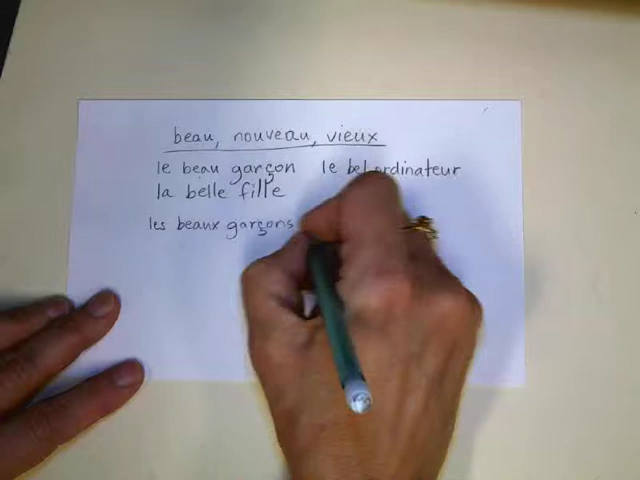 beau, nouveau, vieux
le beau garçon le bel ordinateur
la belle fille
les beaux garçons